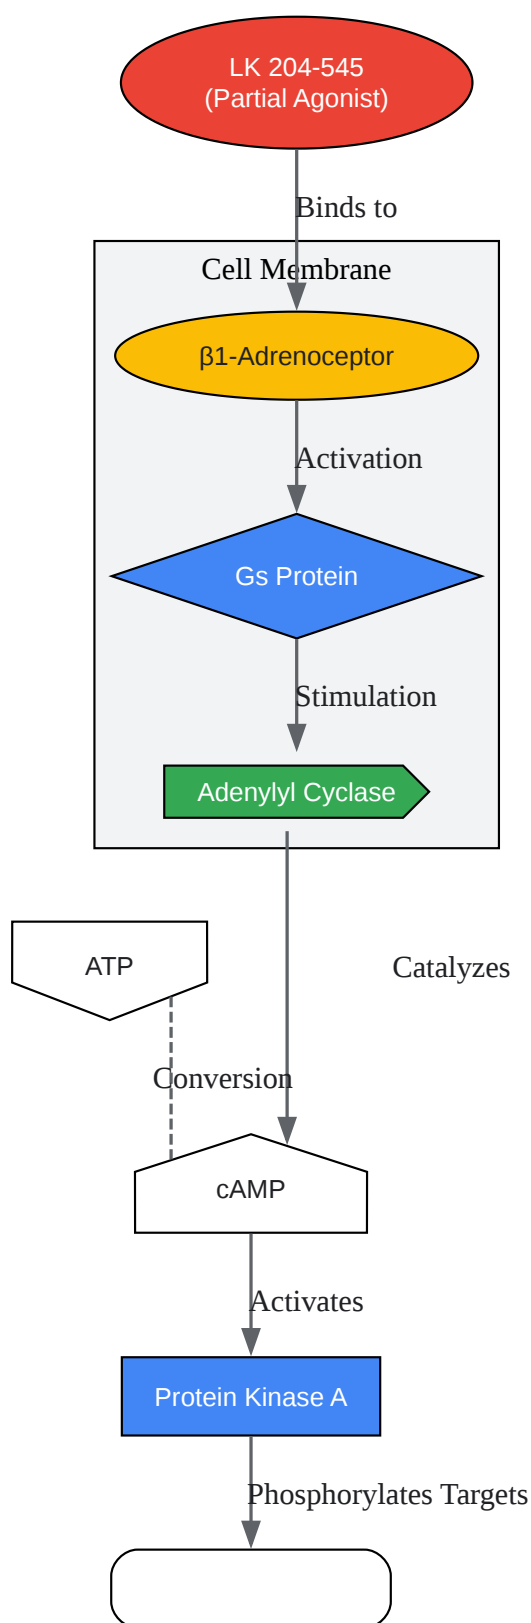 LK 204-545
(Partial Agonist)
Binds to
Cell Membrane
β1-Adrenoceptor
Activation
Gs Protein
Stimulation
Adenylyl Cyclase
ATP
Catalyzes
Conversion
cAMP
Activates
Protein Kinase A
Phosphorylates Targets